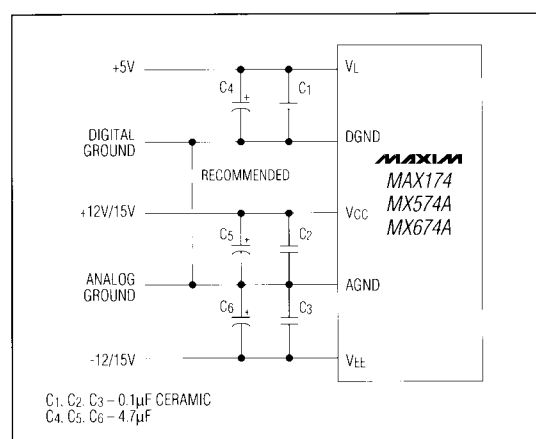 +5V
C4
+
C1
VL
DIGITAL
GROUND
DGND
RECOMMENDED
MAXIM
MAX174
MX574A
MX674A
+12V/15V
C5
+
C2
VCC
ANALOG
GROUND
AGND
C6
+
C3
-12/15V
VEE
C1, C2, C3 – 0.1µF CERAMIC
C4, C5, C6 – 4.7µF